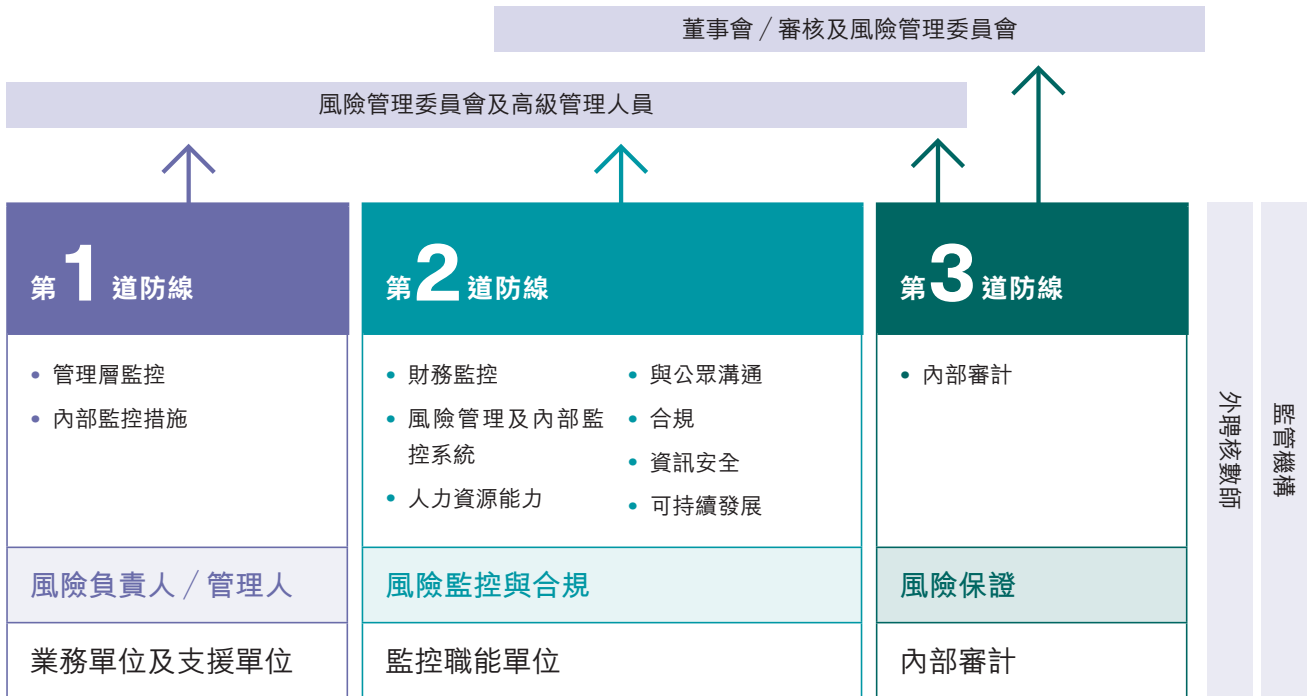 董事會／審核及風險管理委員會
風險管理委員會及高級管理人員
第1道防線
• 管理層監控
• 內部監控措施
風險負責人／管理人
業務單位及支援單位
第2道防線
• 財務監控
• 風險管理及內部監
控系統
• 人力資源能力
• 與公眾溝通
• 合規
• 資訊安全
• 可持續發展
風險監控與合規
監控職能單位
第3道防線
• 內部審計
風險保證
內部審計
外聘核數師
監管機構